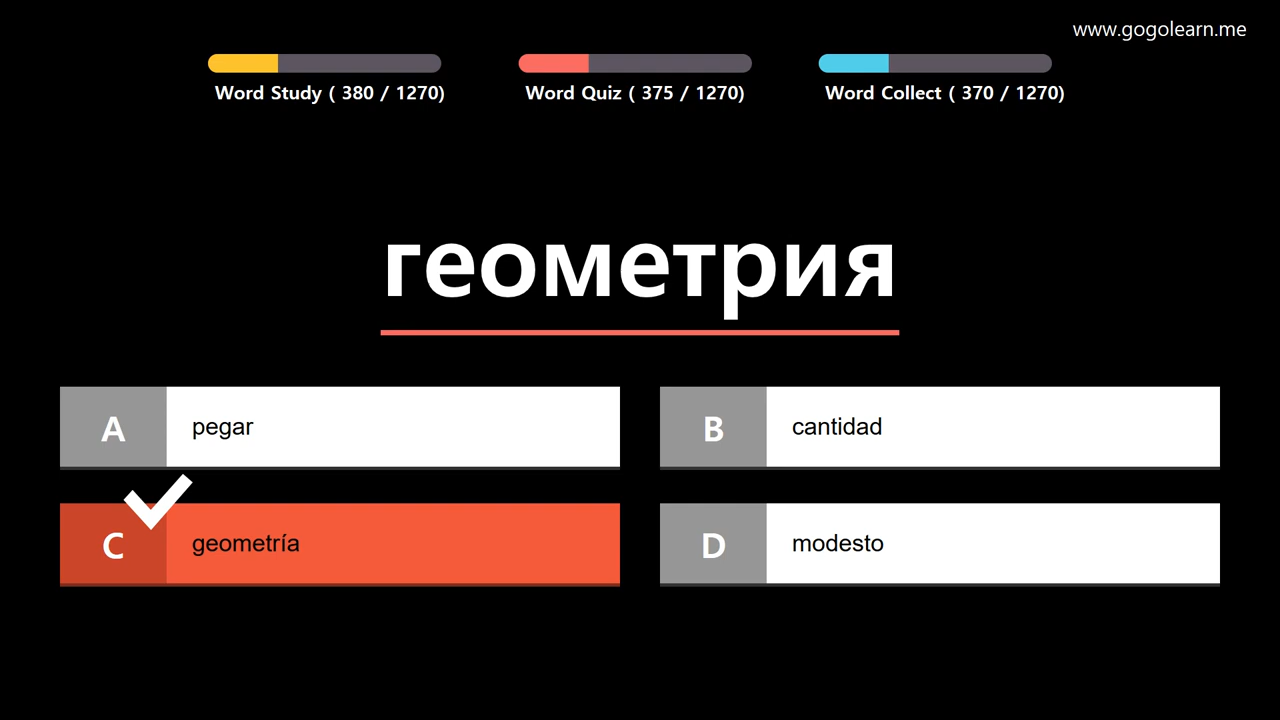 www.gogolearn.me
Word Study ( 380 / 1270)
Word Quiz ( 375 / 1270)
Word Collect ( 370 / 1270)
геометрия
A pegar
B cantidad
C geometría
D modesto